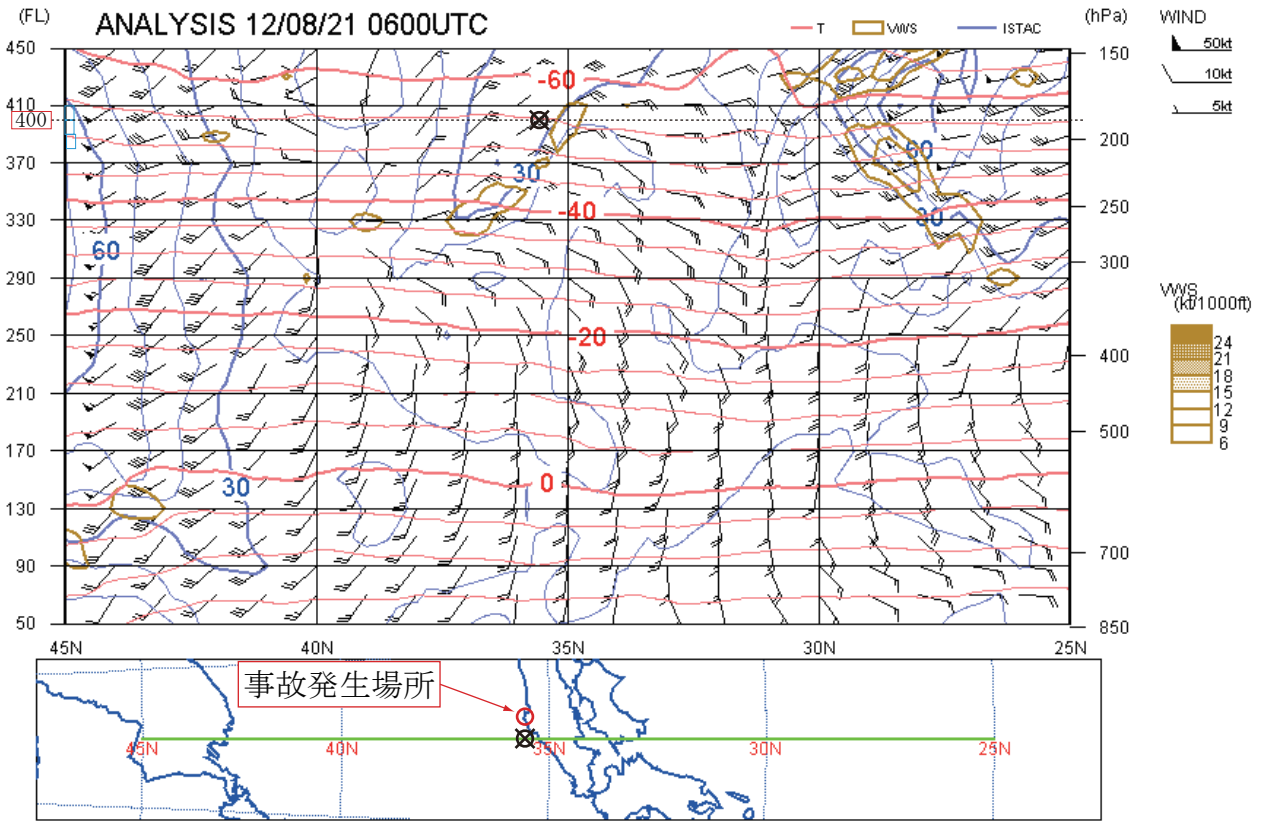 (FL)
ANALYSIS 12/08/21 0600UTC
T
VWS
ISTAC
(hPa)
WIND
50kt
10kt
5kt
450
410
400
370
330
290
250
210
170
130
90
50
150
200
250
300
400
500
700
850
-60
30
60
-40
60
-20
30
0
VWS
(kt/1000ft)
24
21
18
15
12
9
6
45N
40N
35N
30N
25N
事故発生場所
45N
40N
35N
30N
25N